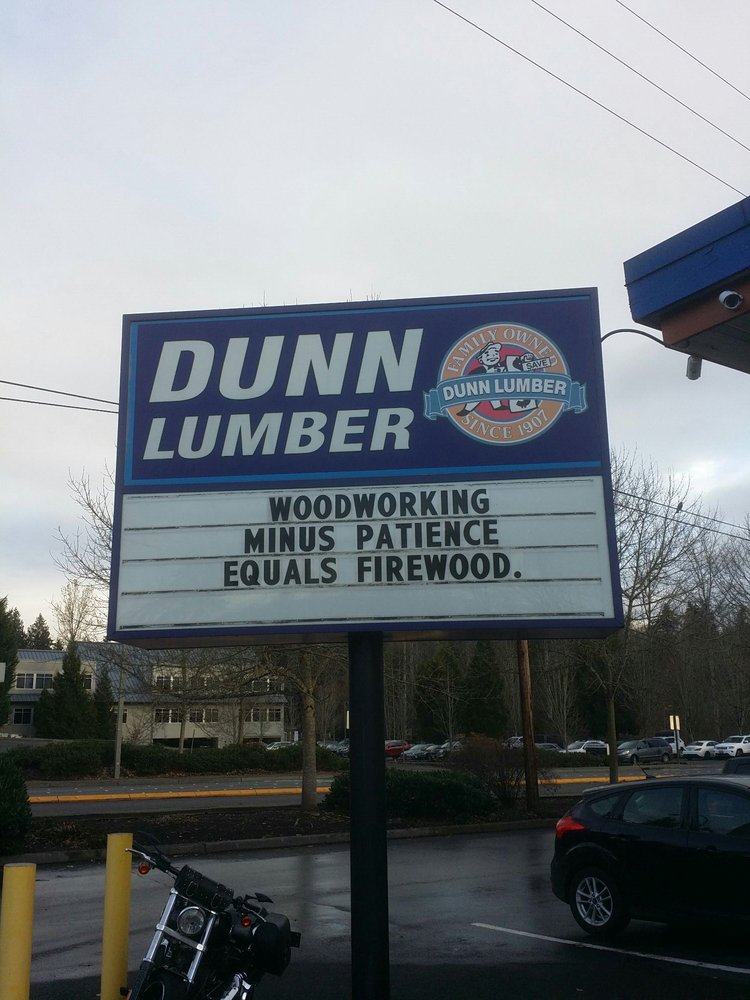 DUNN
LUMBER
FAMILY OWNED
SAVE
DUNN LUMBER
SINCE 1907
WOODWORKING
MINUS PATIENCE
EQUALS FIREWOOD.